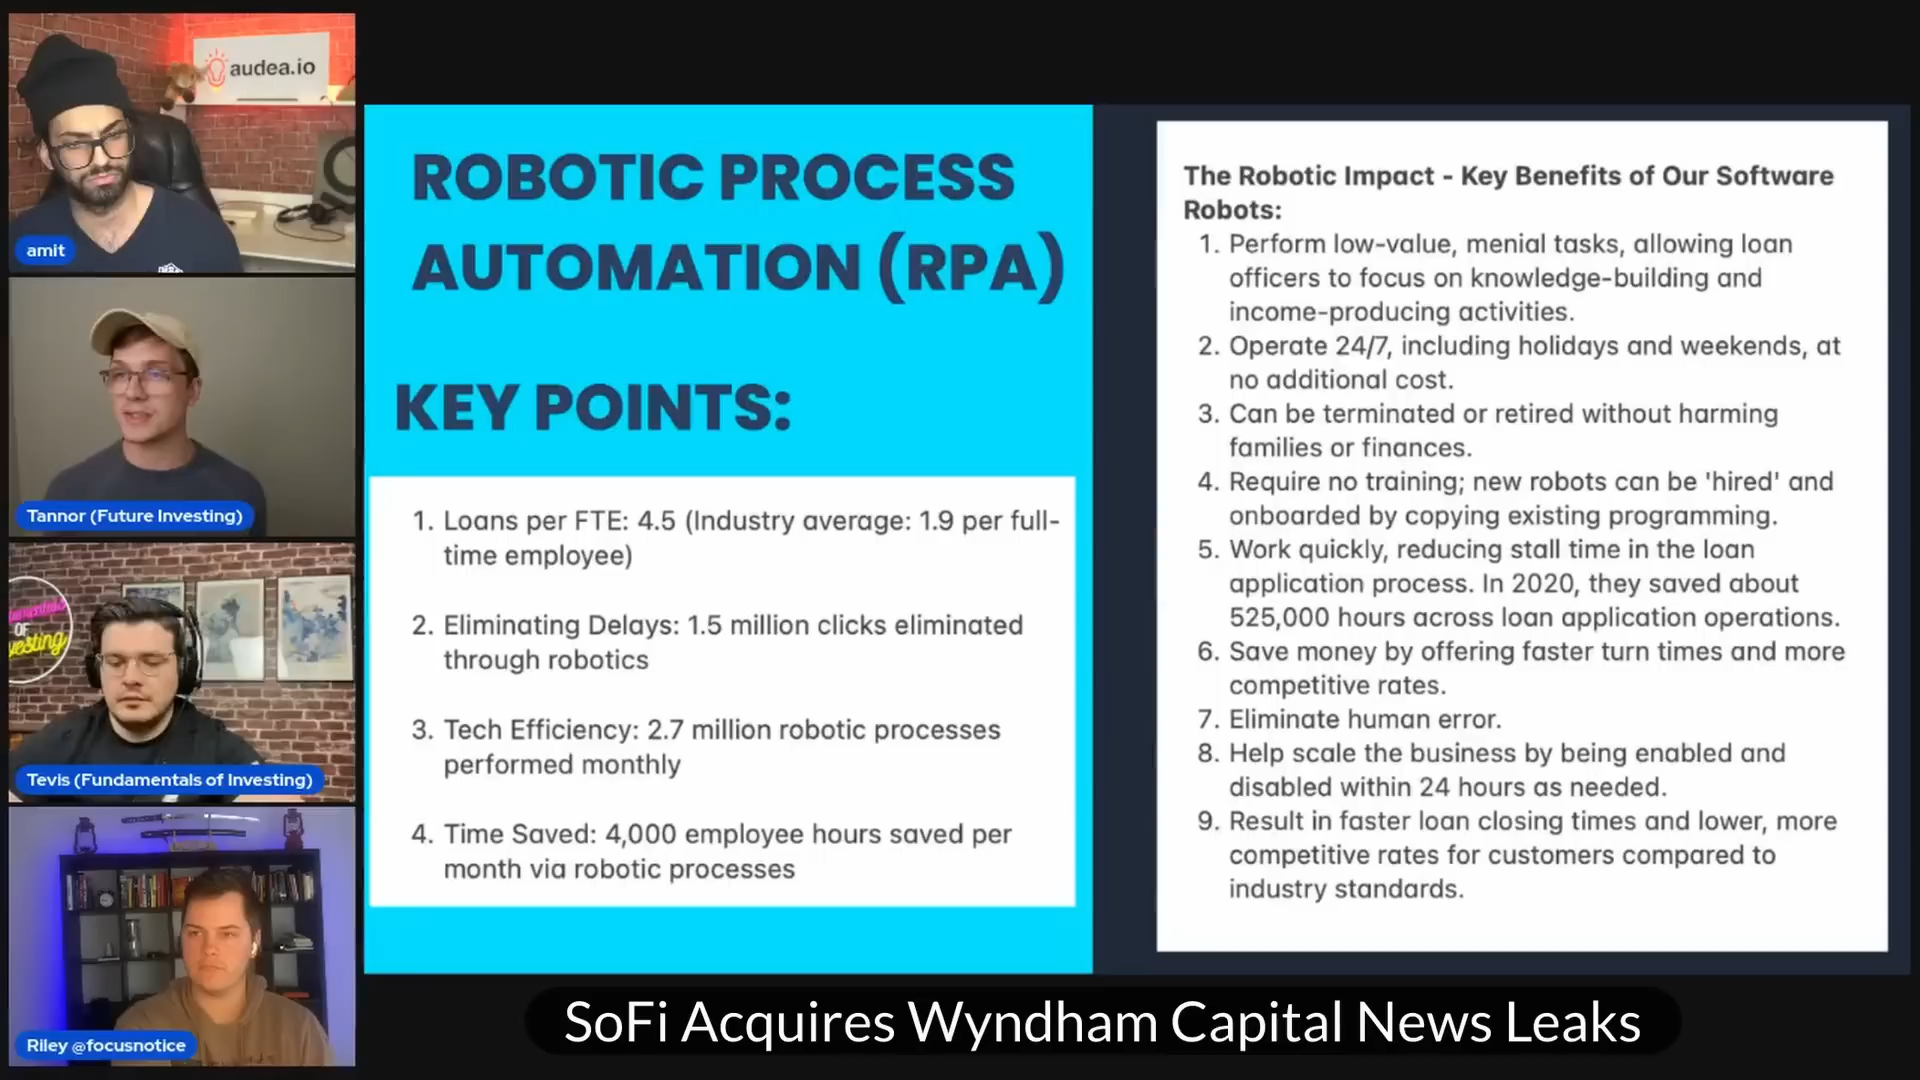 audea.io
amit
Tannor (Future Investing)
OF
Tevis (Fundamentals of Investing)
Riley @focusnotice
ROBOTIC PROCESS
AUTOMATION (RPA)
KEY POINTS:
1. Loans per FTE: 4.5 (Industry average: 1.9 per full-
time employee)
2. Eliminating Delays: 1.5 million clicks eliminated
through robotics
3. Tech Efficiency: 2.7 million robotic processes
performed monthly
4. Time Saved: 4,000 employee hours saved per
month via robotic processes
The Robotic Impact - Key Benefits of Our Software
Robots:
1. Perform low-value, menial tasks, allowing loan
officers to focus on knowledge-building and
income-producing activities.
2. Operate 24/7, including holidays and weekends, at
no additional cost.
3. Can be terminated or retired without harming
families or finances.
4. Require no training; new robots can be 'hired' and
onboarded by copying existing programming.
5. Work quickly, reducing stall time in the loan
application process. In 2020, they saved about
525,000 hours across loan application operations.
6. Save money by offering faster turn times and more
competitive rates.
7. Eliminate human error.
8. Help scale the business by being enabled and
disabled within 24 hours as needed.
9. Result in faster loan closing times and lower, more
competitive rates for customers compared to
industry standards.
SoFi Acquires Wyndham Capital News Leaks